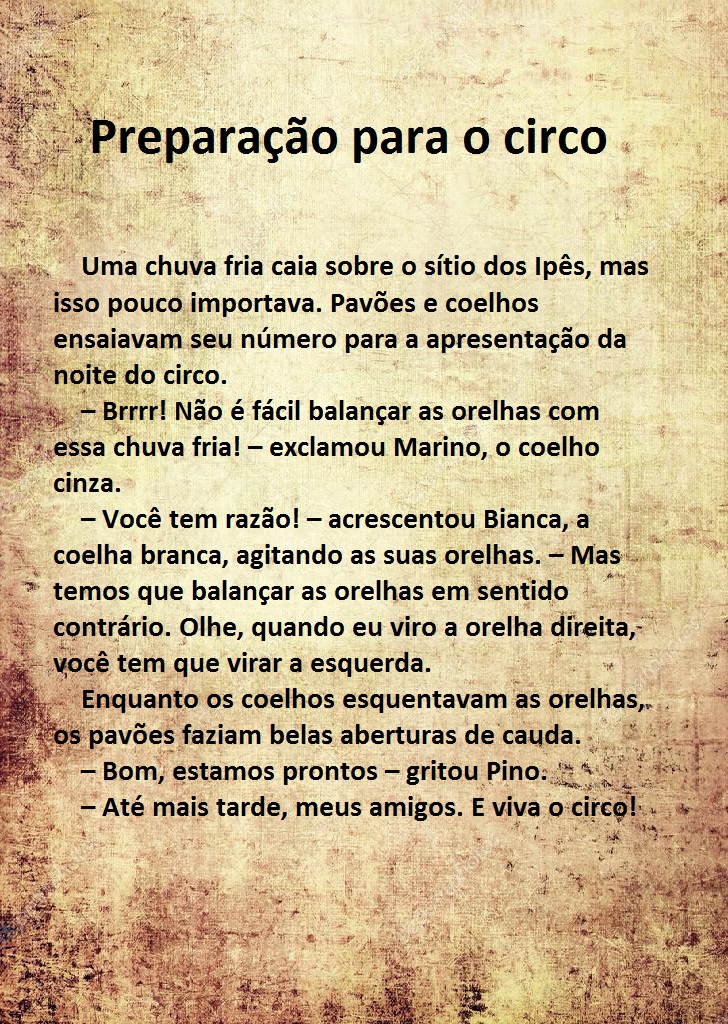 Preparação para o circo
Uma chuva fria caia sobre o sítio dos Ipês, mas
isso pouco importava. Pavões e coelhos
ensaiavam seu número para a apresentação da
noite do circo.
– Brrrr! Não é fácil balançar as orelhas com
essa chuva fria! – exclamou Marino, o coelho
cinza.
– Você tem razão! – acrescentou Bianca, a
coelha branca, agitando as suas orelhas. – Mas
temos que balançar as orelhas em sentido
contrário. Olhe, quando eu viro a orelha direita,
você tem que virar a esquerda.
Enquanto os coelhos esquentavam as orelhas,
os pavões faziam belas aberturas de cauda.
– Bom, estamos prontos – gritou Pino.
– Até mais tarde, meus amigos. E viva o circo!